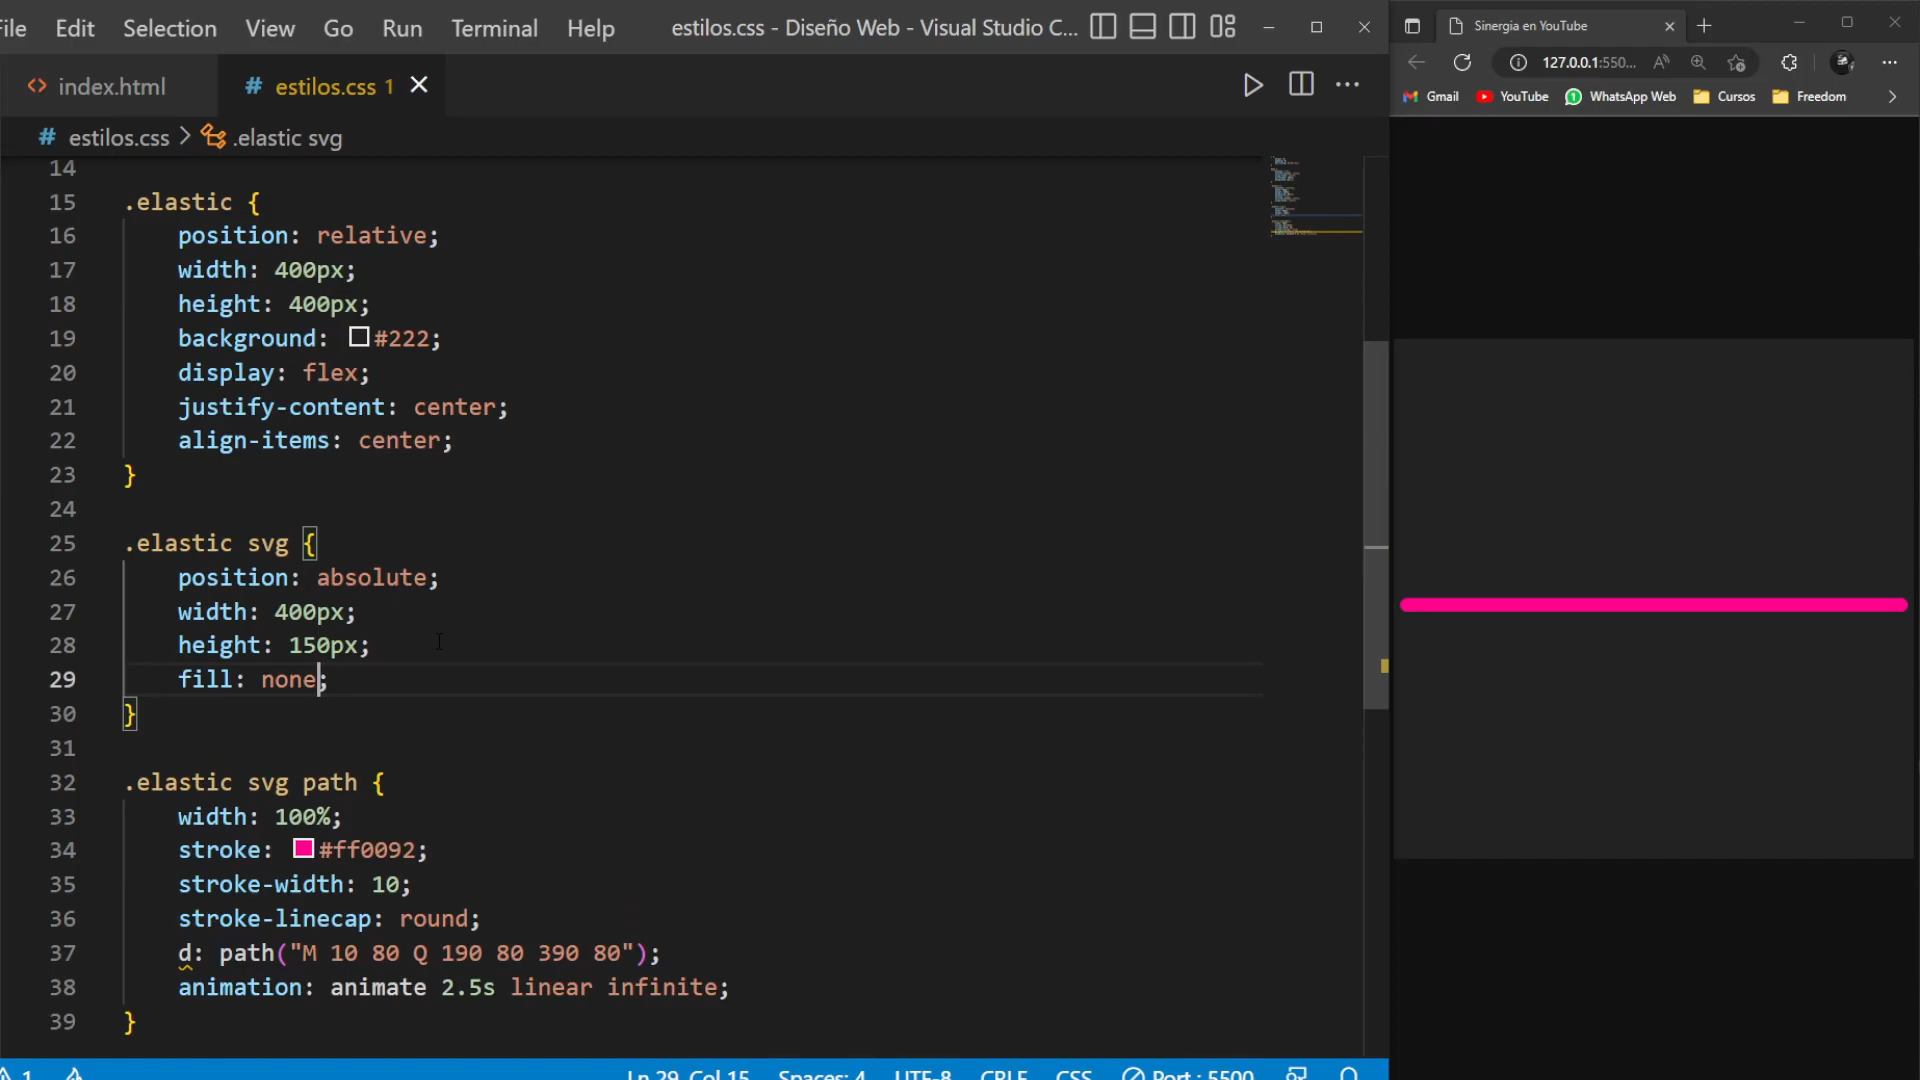 File Edit Selection View Go Run Terminal Help estilos.css - Diseño Web - Visual Studio C...
index.html estilos.css 1
estilos.css > .elastic svg
14
15 .elastic {
16 position: relative;
17 width: 400px;
18 height: 400px;
19 background: #222;
20 display: flex;
21 justify-content: center;
22 align-items: center;
23 }
24
25 .elastic svg {
26 position: absolute;
27 width: 400px;
28 height: 150px;
29 fill: none;
30 }
31
32 .elastic svg path {
33 width: 100%;
34 stroke: #ff0092;
35 stroke-width: 10;
36 stroke-linecap: round;
37 d: path("M 10 80 Q 190 80 390 80");
38 animation: animate 2.5s linear infinite;
39 }
1 Ln 29, Col 15 Spaces: 4 UTF-8 CRLF CSS Port : 5500
Sinergia en YouTube
127.0.0.1:550...
Gmail YouTube WhatsApp Web Cursos Freedom